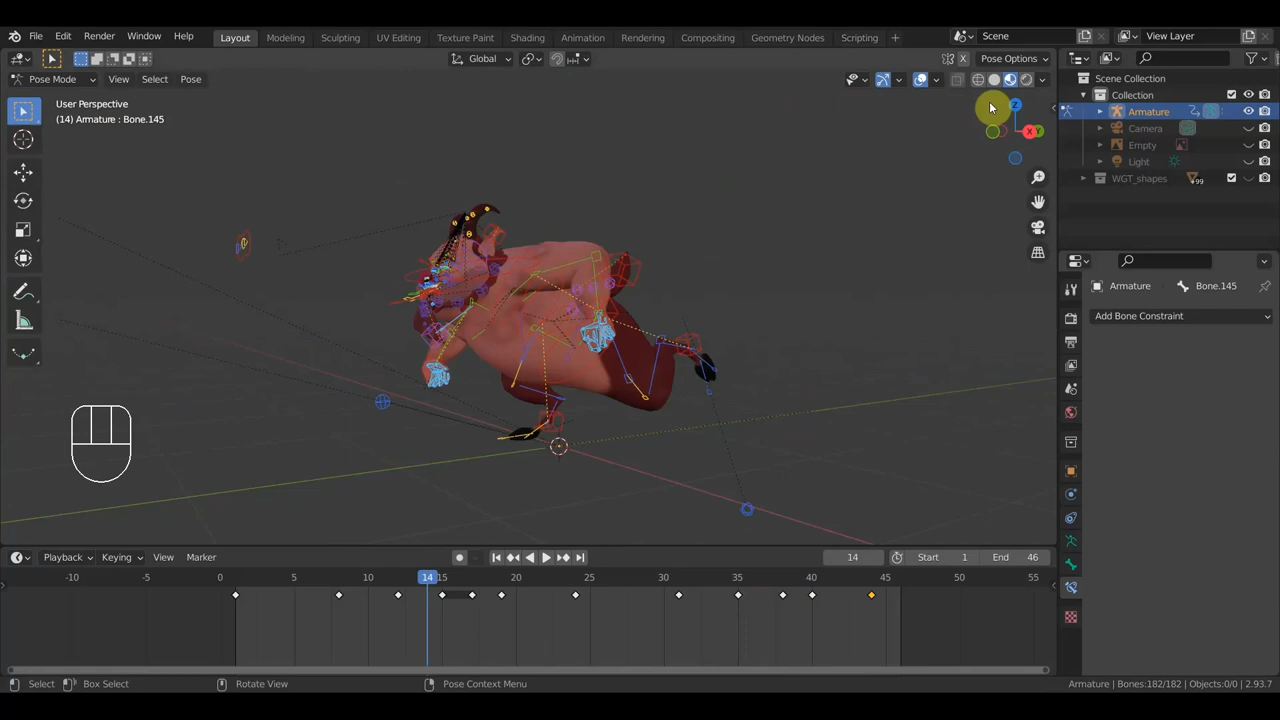 File Edit Render Window Help Layout Modeling Sculpting UV Editing Texture Paint Shading Animation Rendering Compositing Geometry Nodes Scripting + Scene View Layer
Global X Pose Options
Pose Mode View Select Pose
User Perspective
(14) Armature : Bone.145
Z
X Y
Scene Collection
Collection
Armature
Camera
Empty
Light
WGT_shapes 99
Armature Bone.145
Add Bone Constraint
Playback Keying View Marker 14 Start 1 End 46
-10 -5 0 5 10 14 15 20 25 30 35 40 45 50 55
Select Box Select Rotate View Pose Context Menu Armature | Bones:182/182 | Objects:0/0 | 2.93.7